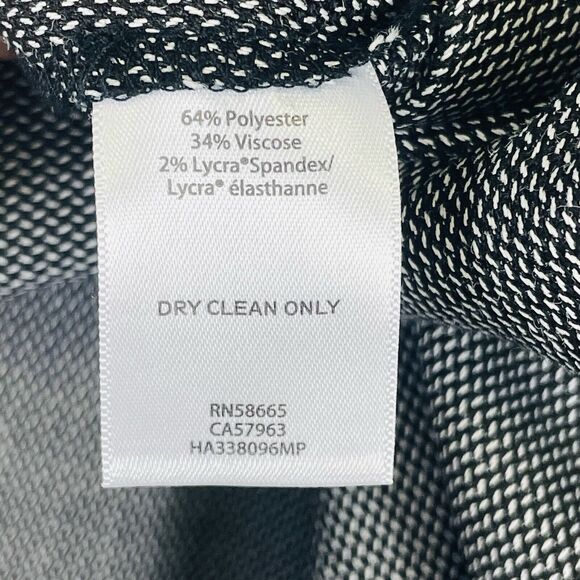 64% Polyester
34% Viscose
2% Lycra®Spandex/
Lycra® élasthanne
DRY CLEAN ONLY
RN58665
CA57963
HA338096MP